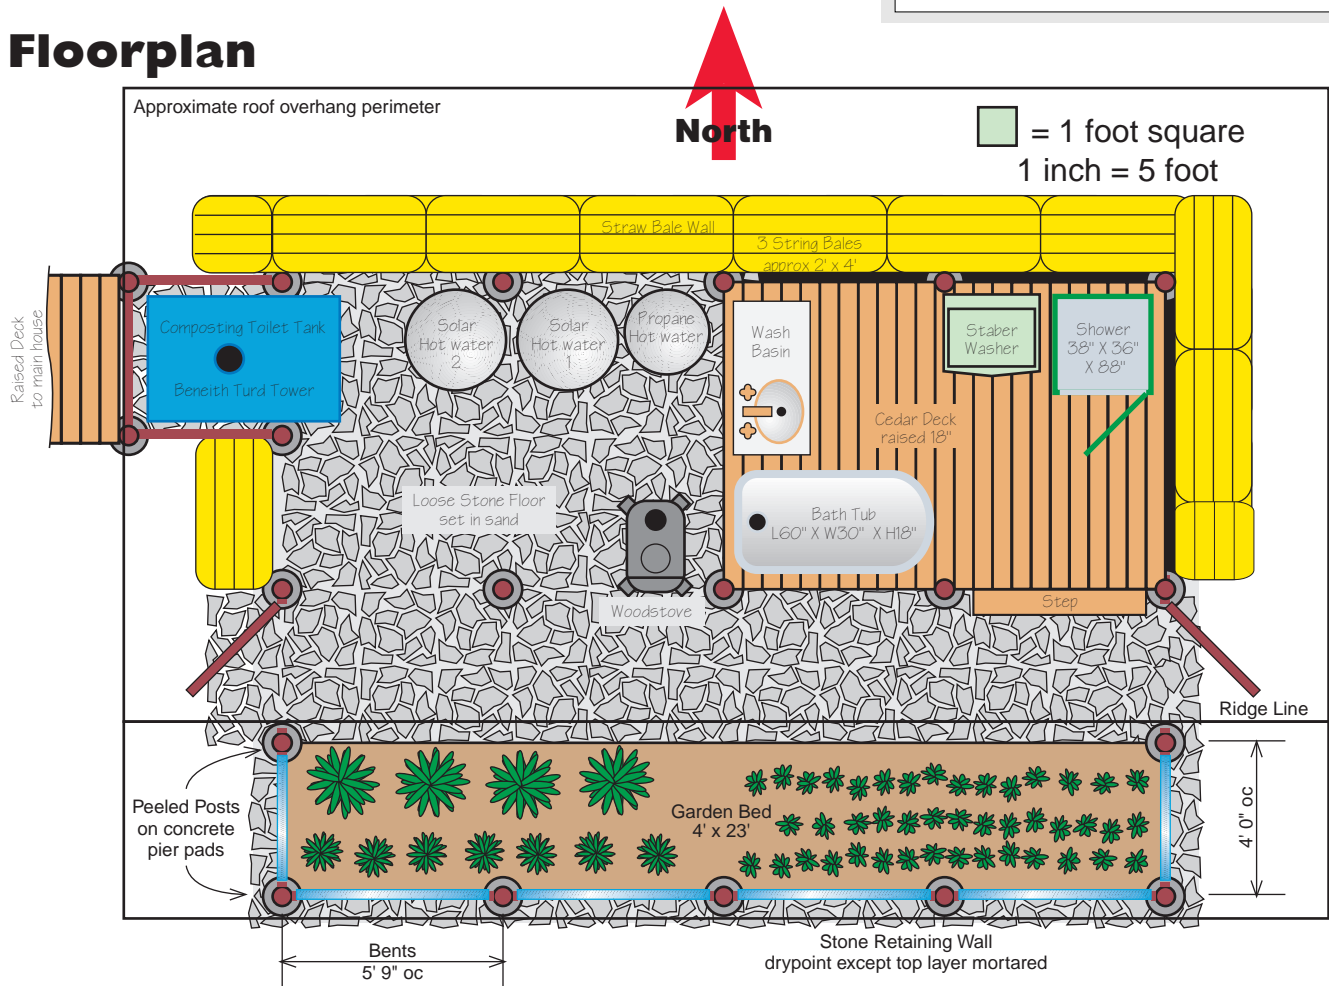 Floorplan
Approximate roof overhang perimeter
North
= 1 foot square
1 inch = 5 foot
Straw Bale Wall
3 String Bales
approx 2' x 4'
Raised Deck
to main house
Composting Toilet Tank
Beneith Turd Tower
Solar
Hot water
2
Solar
Hot water
1
Propane
Hot water
Wash
Basin
Staber
Washer
Shower
38" X 36"
X 88"
Cedar Deck
raised 18"
Loose Stone Floor
set in sand
Bath Tub
L60" X W30" X H18"
Woodstove
Step
Ridge Line
Peeled Posts
on concrete
pier pads
Garden Bed
4' x 23'
4' 0" oc
Bents
5' 9" oc
Stone Retaining Wall
drypoint except top layer mortared